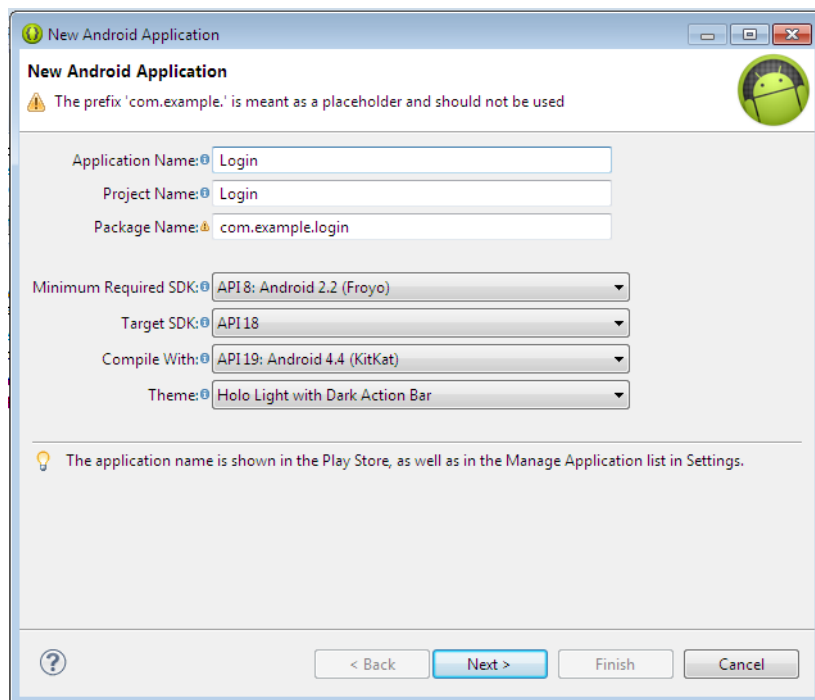 New Android Application
New Android Application
The prefix 'com.example.' is meant as a placeholder and should not be used
Application Name: Login
Project Name: Login
Package Name: com.example.login
Minimum Required SDK: API 8: Android 2.2 (Froyo)
Target SDK: API 18
Compile With: API 19: Android 4.4 (KitKat)
Theme: Holo Light with Dark Action Bar
The application name is shown in the Play Store, as well as in the Manage Application list in Settings.
? < Back Next > Finish Cancel